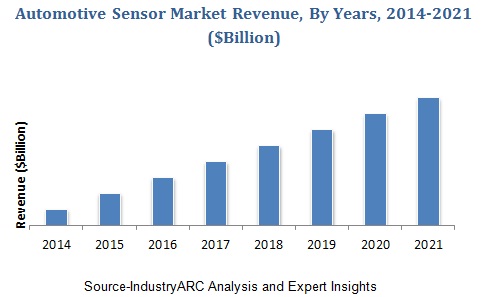 Automotive Sensor Market Revenue, By Years, 2014-2021
($Billion)
Revenue ($Billion)
2014 2015 2016 2017 2018 2019 2020 2021
Source-IndustryARC Analysis and Expert Insights